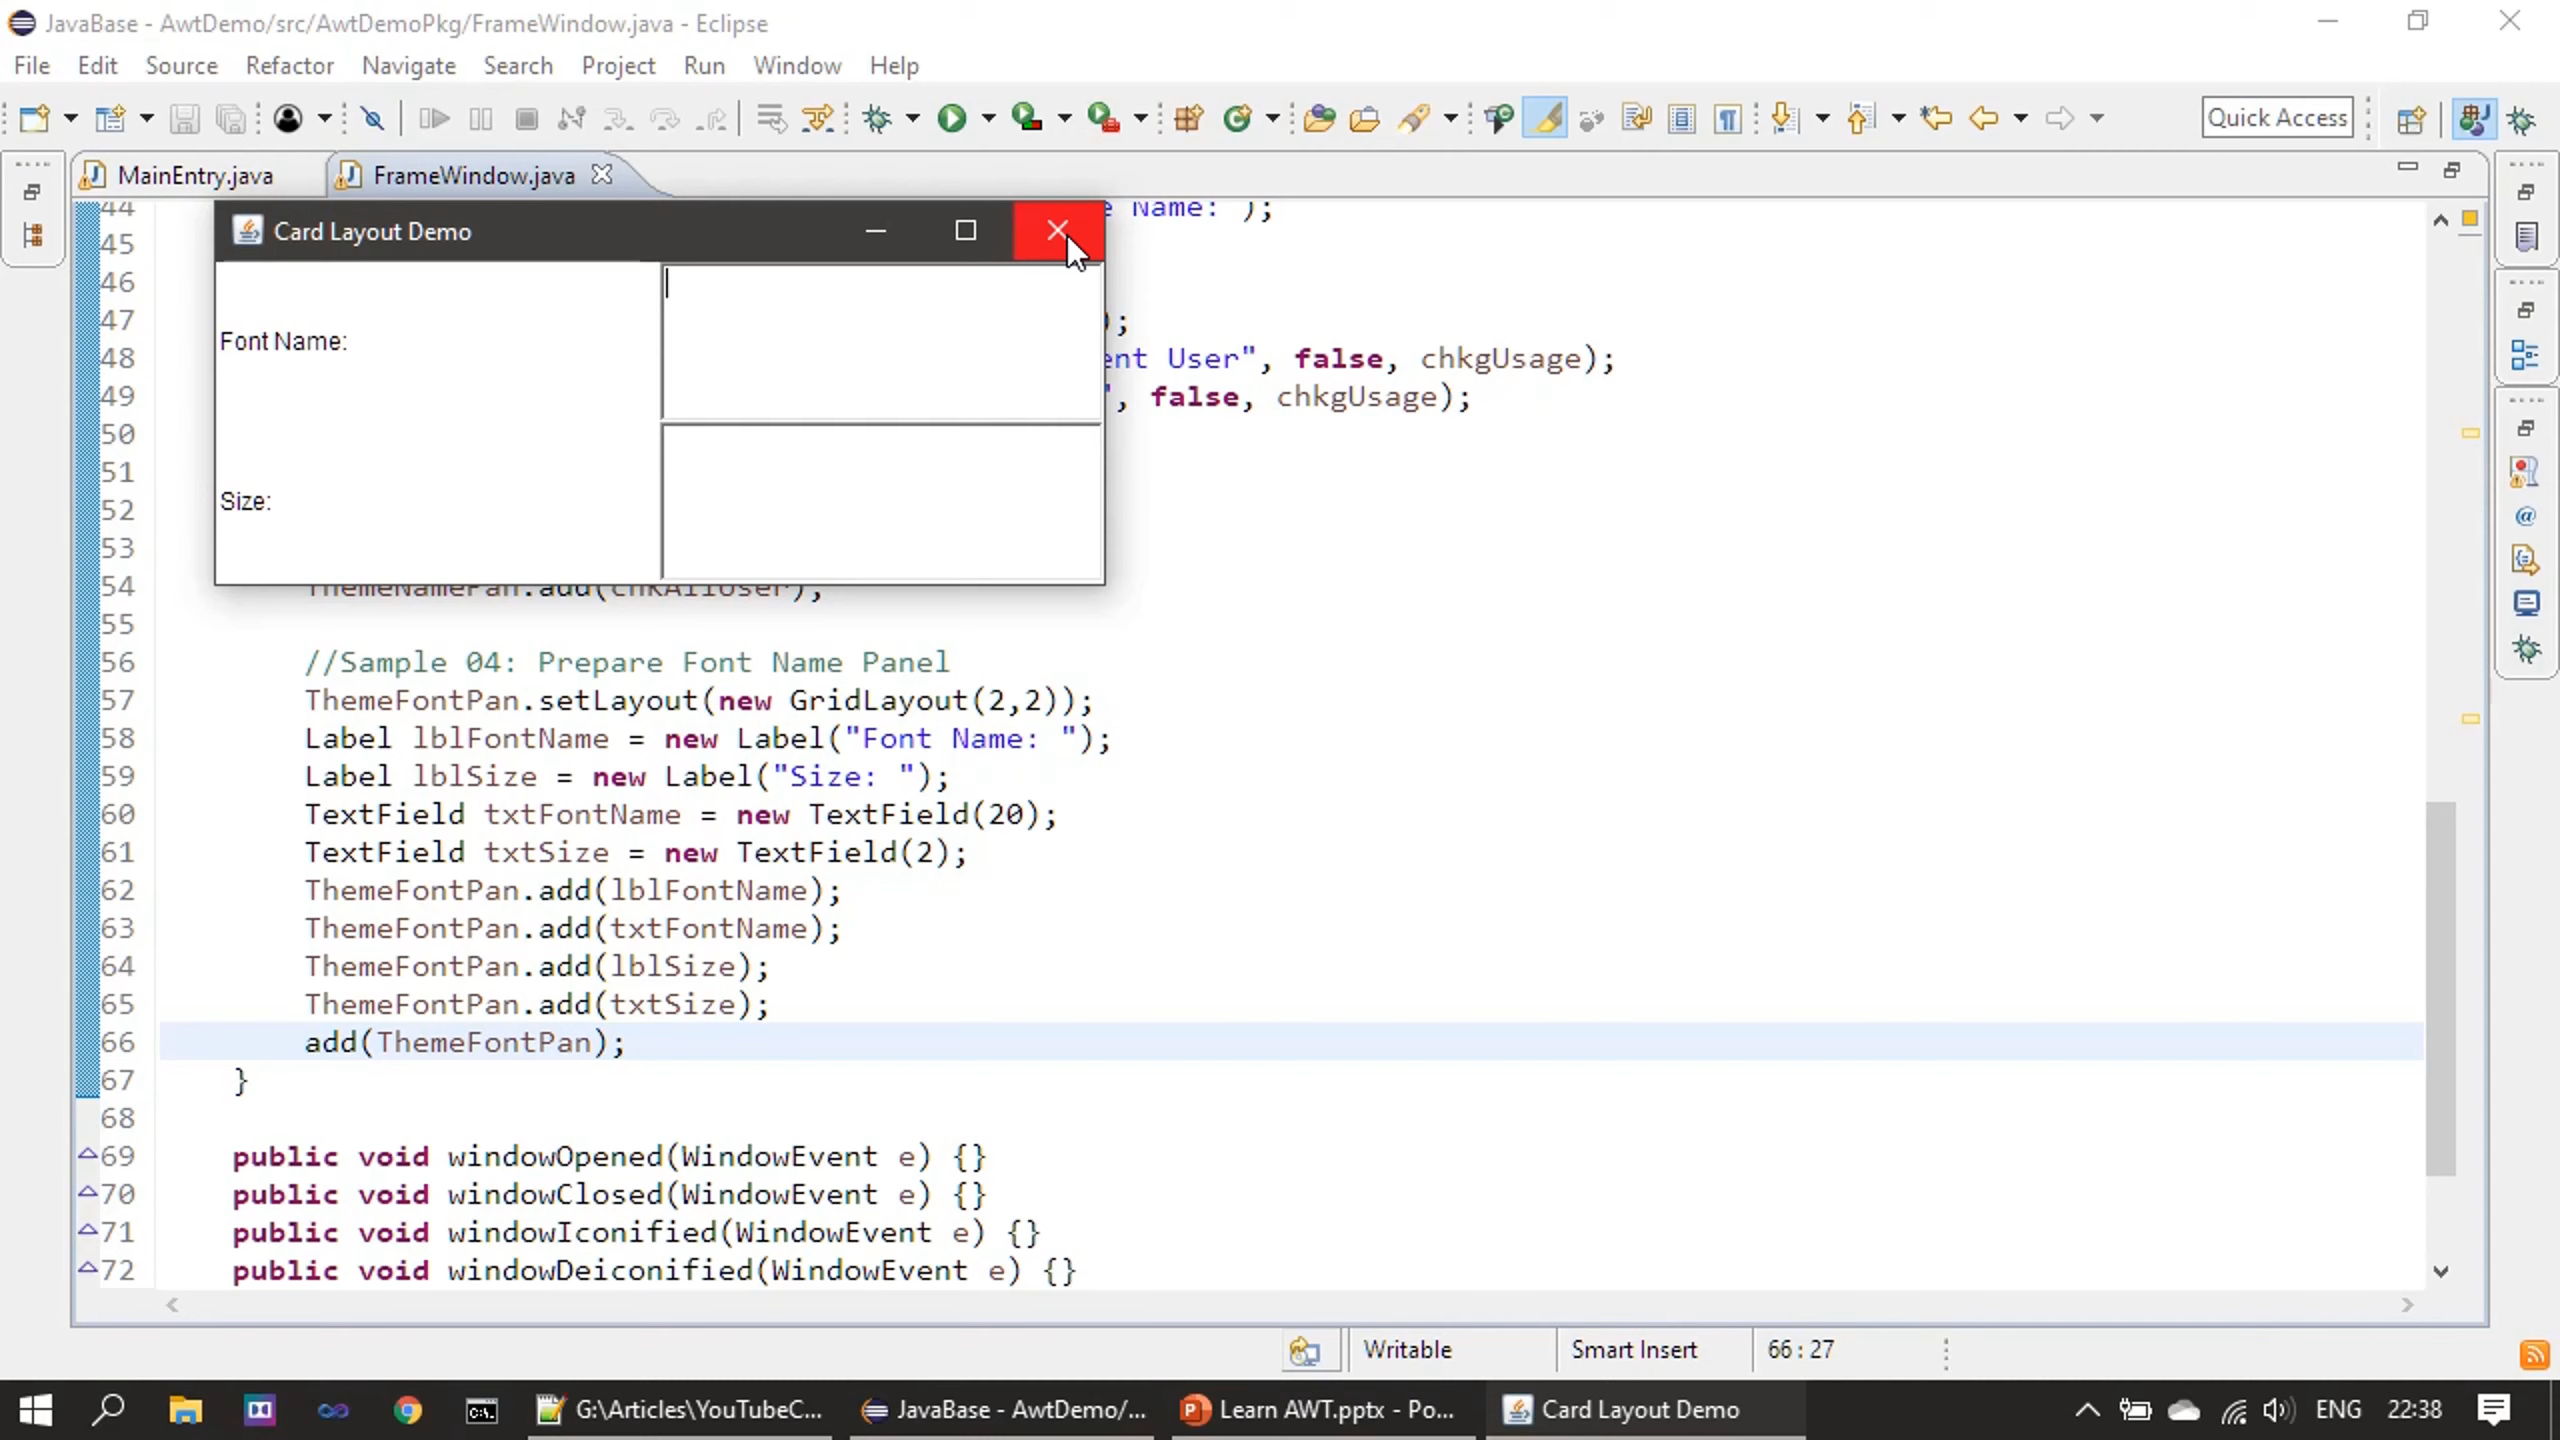 JavaBase - AwtDemo/src/AwtDemoPkg/FrameWindow.java - Eclipse
File Edit Source Refactor Navigate Search Project Run Window Help
Quick Access
MainEntry.java FrameWindow.java
Card Layout Demo
Font Name:
Size:
44 e Name: );
45
46
47 );
48 ent User", false, chkgUsage);
49 ", false, chkgUsage);
50
51
52
53
54 ThemeNamePan.add(chkAllUser);
55
56 //Sample 04: Prepare Font Name Panel
57 ThemeFontPan.setLayout(new GridLayout(2,2));
58 Label lblFontName = new Label("Font Name: ");
59 Label lblSize = new Label("Size: ");
60 TextField txtFontName = new TextField(20);
61 TextField txtSize = new TextField(2);
62 ThemeFontPan.add(lblFontName);
63 ThemeFontPan.add(txtFontName);
64 ThemeFontPan.add(lblSize);
65 ThemeFontPan.add(txtSize);
66 add(ThemeFontPan);
67 }
68
69 public void windowOpened(WindowEvent e) {}
70 public void windowClosed(WindowEvent e) {}
71 public void windowIconified(WindowEvent e) {}
72 public void windowDeiconified(WindowEvent e) {}
Writable Smart Insert 66 : 27
G:\Articles\YouTubeC... JavaBase - AwtDemo/... Learn AWT.pptx - Po... Card Layout Demo ENG 22:38